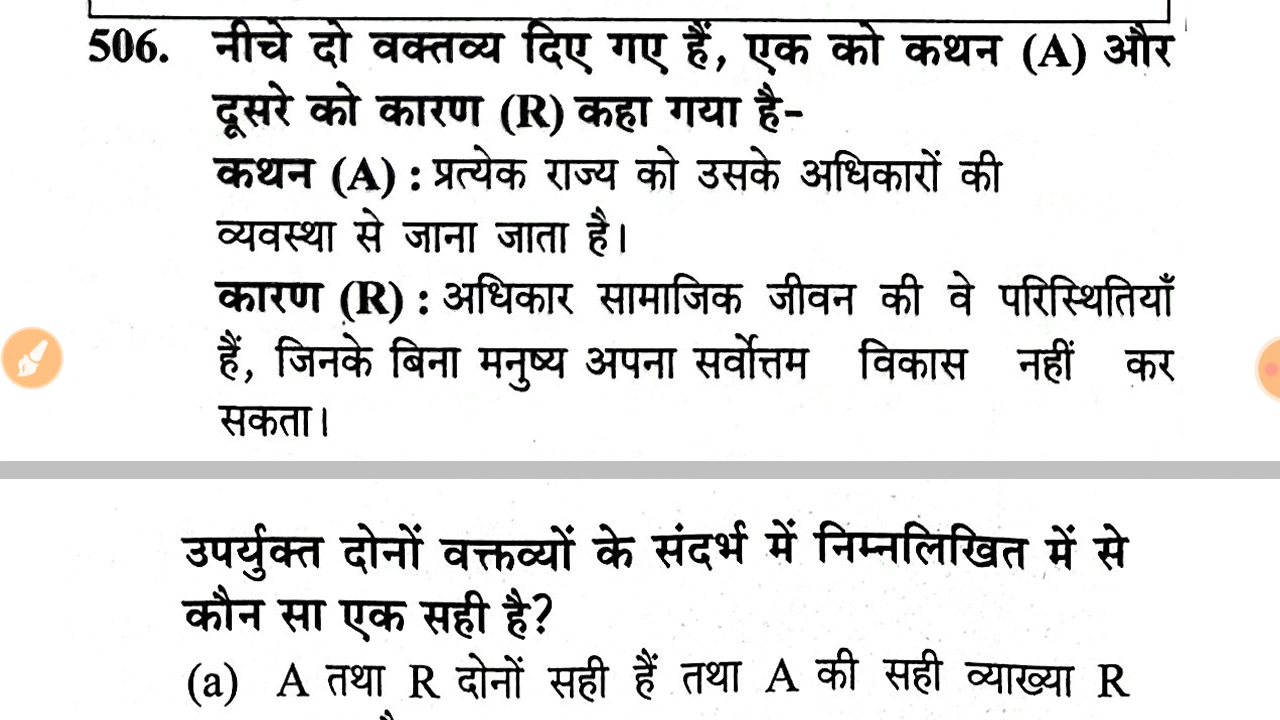 506. नीचे दो वक्तव्य दिए गए हैं, एक को कथन (A) और
दूसरे को कारण (R) कहा गया है-
कथन (A) : प्रत्येक राज्य को उसके अधिकारों की
व्यवस्था से जाना जाता है।
कारण (R) : अधिकार सामाजिक जीवन की वे परिस्थितियाँ
हैं, जिनके बिना मनुष्य अपना सर्वोत्तम विकास नहीं कर
सकता।
उपर्युक्त दोनों वक्तव्यों के संदर्भ में निम्नलिखित में से
कौन सा एक सही है?
(a) A तथा R दोनों सही हैं तथा A की सही व्याख्या R